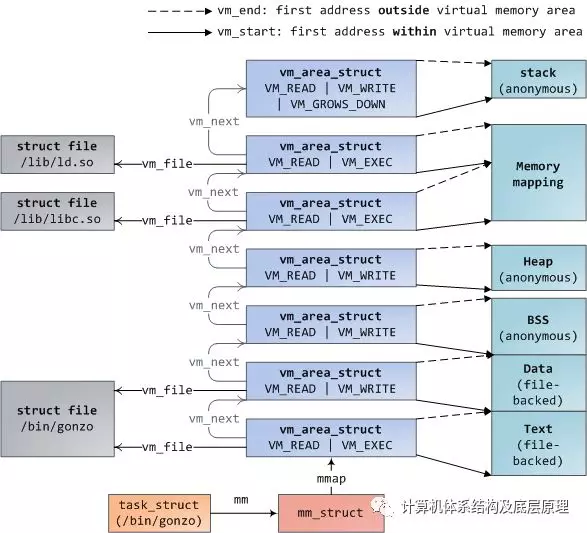 vm_end: first address outside virtual memory area
vm_start: first address within virtual memory area
vm_area_struct
VM_READ | VM_WRITE
| VM_GROWS_DOWN
stack
(anonymous)
vm_next
struct file
/lib/ld.so
vm_file
vm_area_struct
VM_READ | VM_EXEC
Memory
mapping
vm_next
struct file
/lib/libc.so
vm_file
vm_area_struct
VM_READ | VM_EXEC
vm_next
vm_area_struct
VM_READ | VM_WRITE
Heap
(anonymous)
vm_next
vm_area_struct
VM_READ | VM_WRITE
BSS
(anonymous)
vm_next
vm_area_struct
VM_READ | VM_WRITE
Data
(file-
backed)
vm_file
vm_next
struct file
/bin/gonzo
vm_file
vm_area_struct
VM_READ | VM_EXEC
Text
(file-
backed)
mmap
task_struct
(/bin/gonzo)
mm
mm_struct
计算机体系结构及底层原理